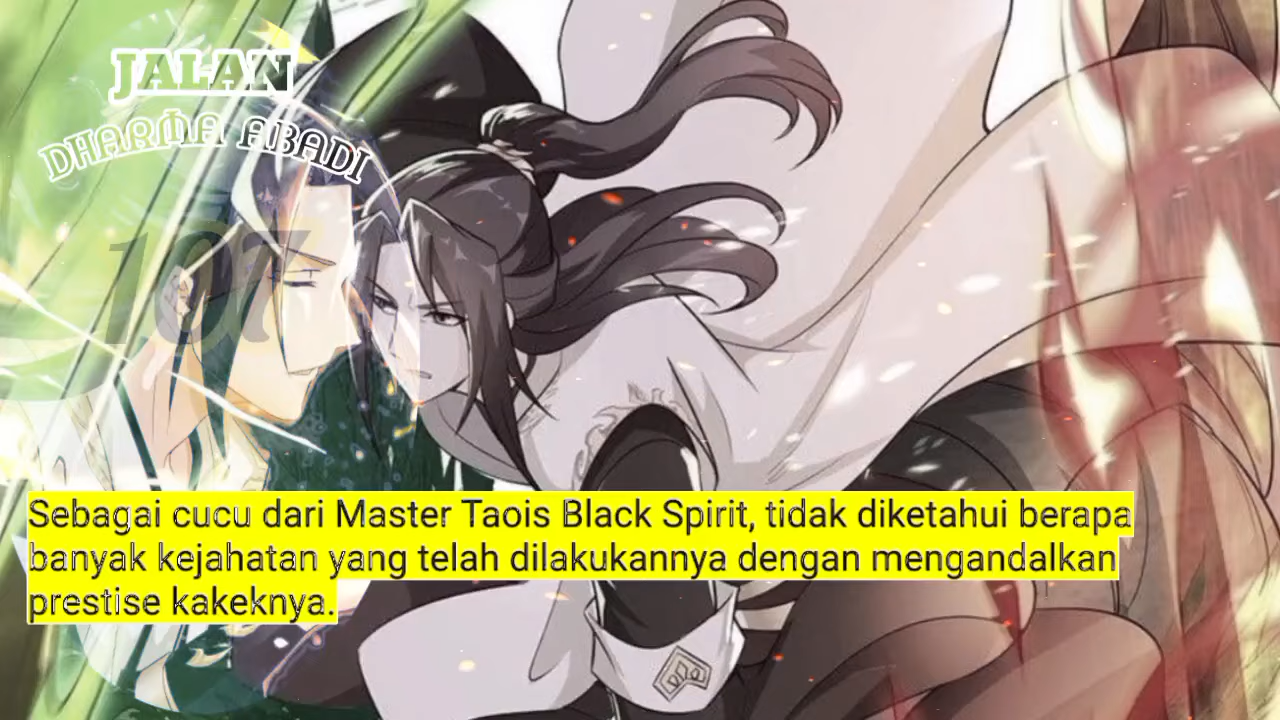 JALAN
DHARMA ABADI
107
Sebagai cucu dari Master Taois Black Spirit, tidak diketahui berapa
banyak kejahatan yang telah dilakukannya dengan mengandalkan
prestise kakeknya.